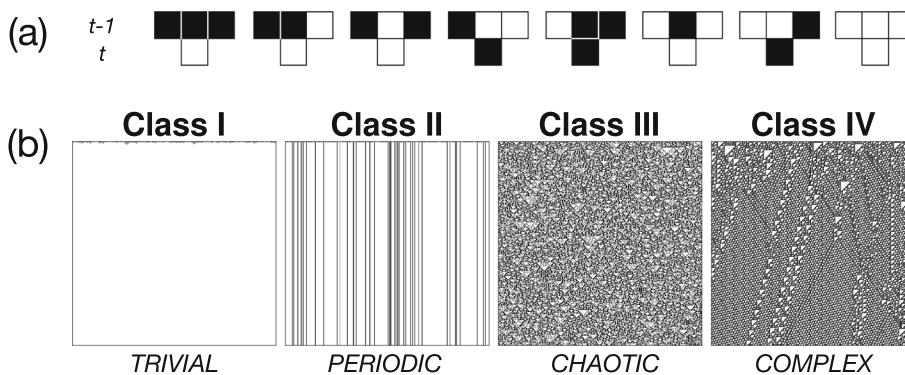 (a) t-1
t
(b) Class I Class II Class III Class IV
TRIVIAL PERIODIC CHAOTIC COMPLEX